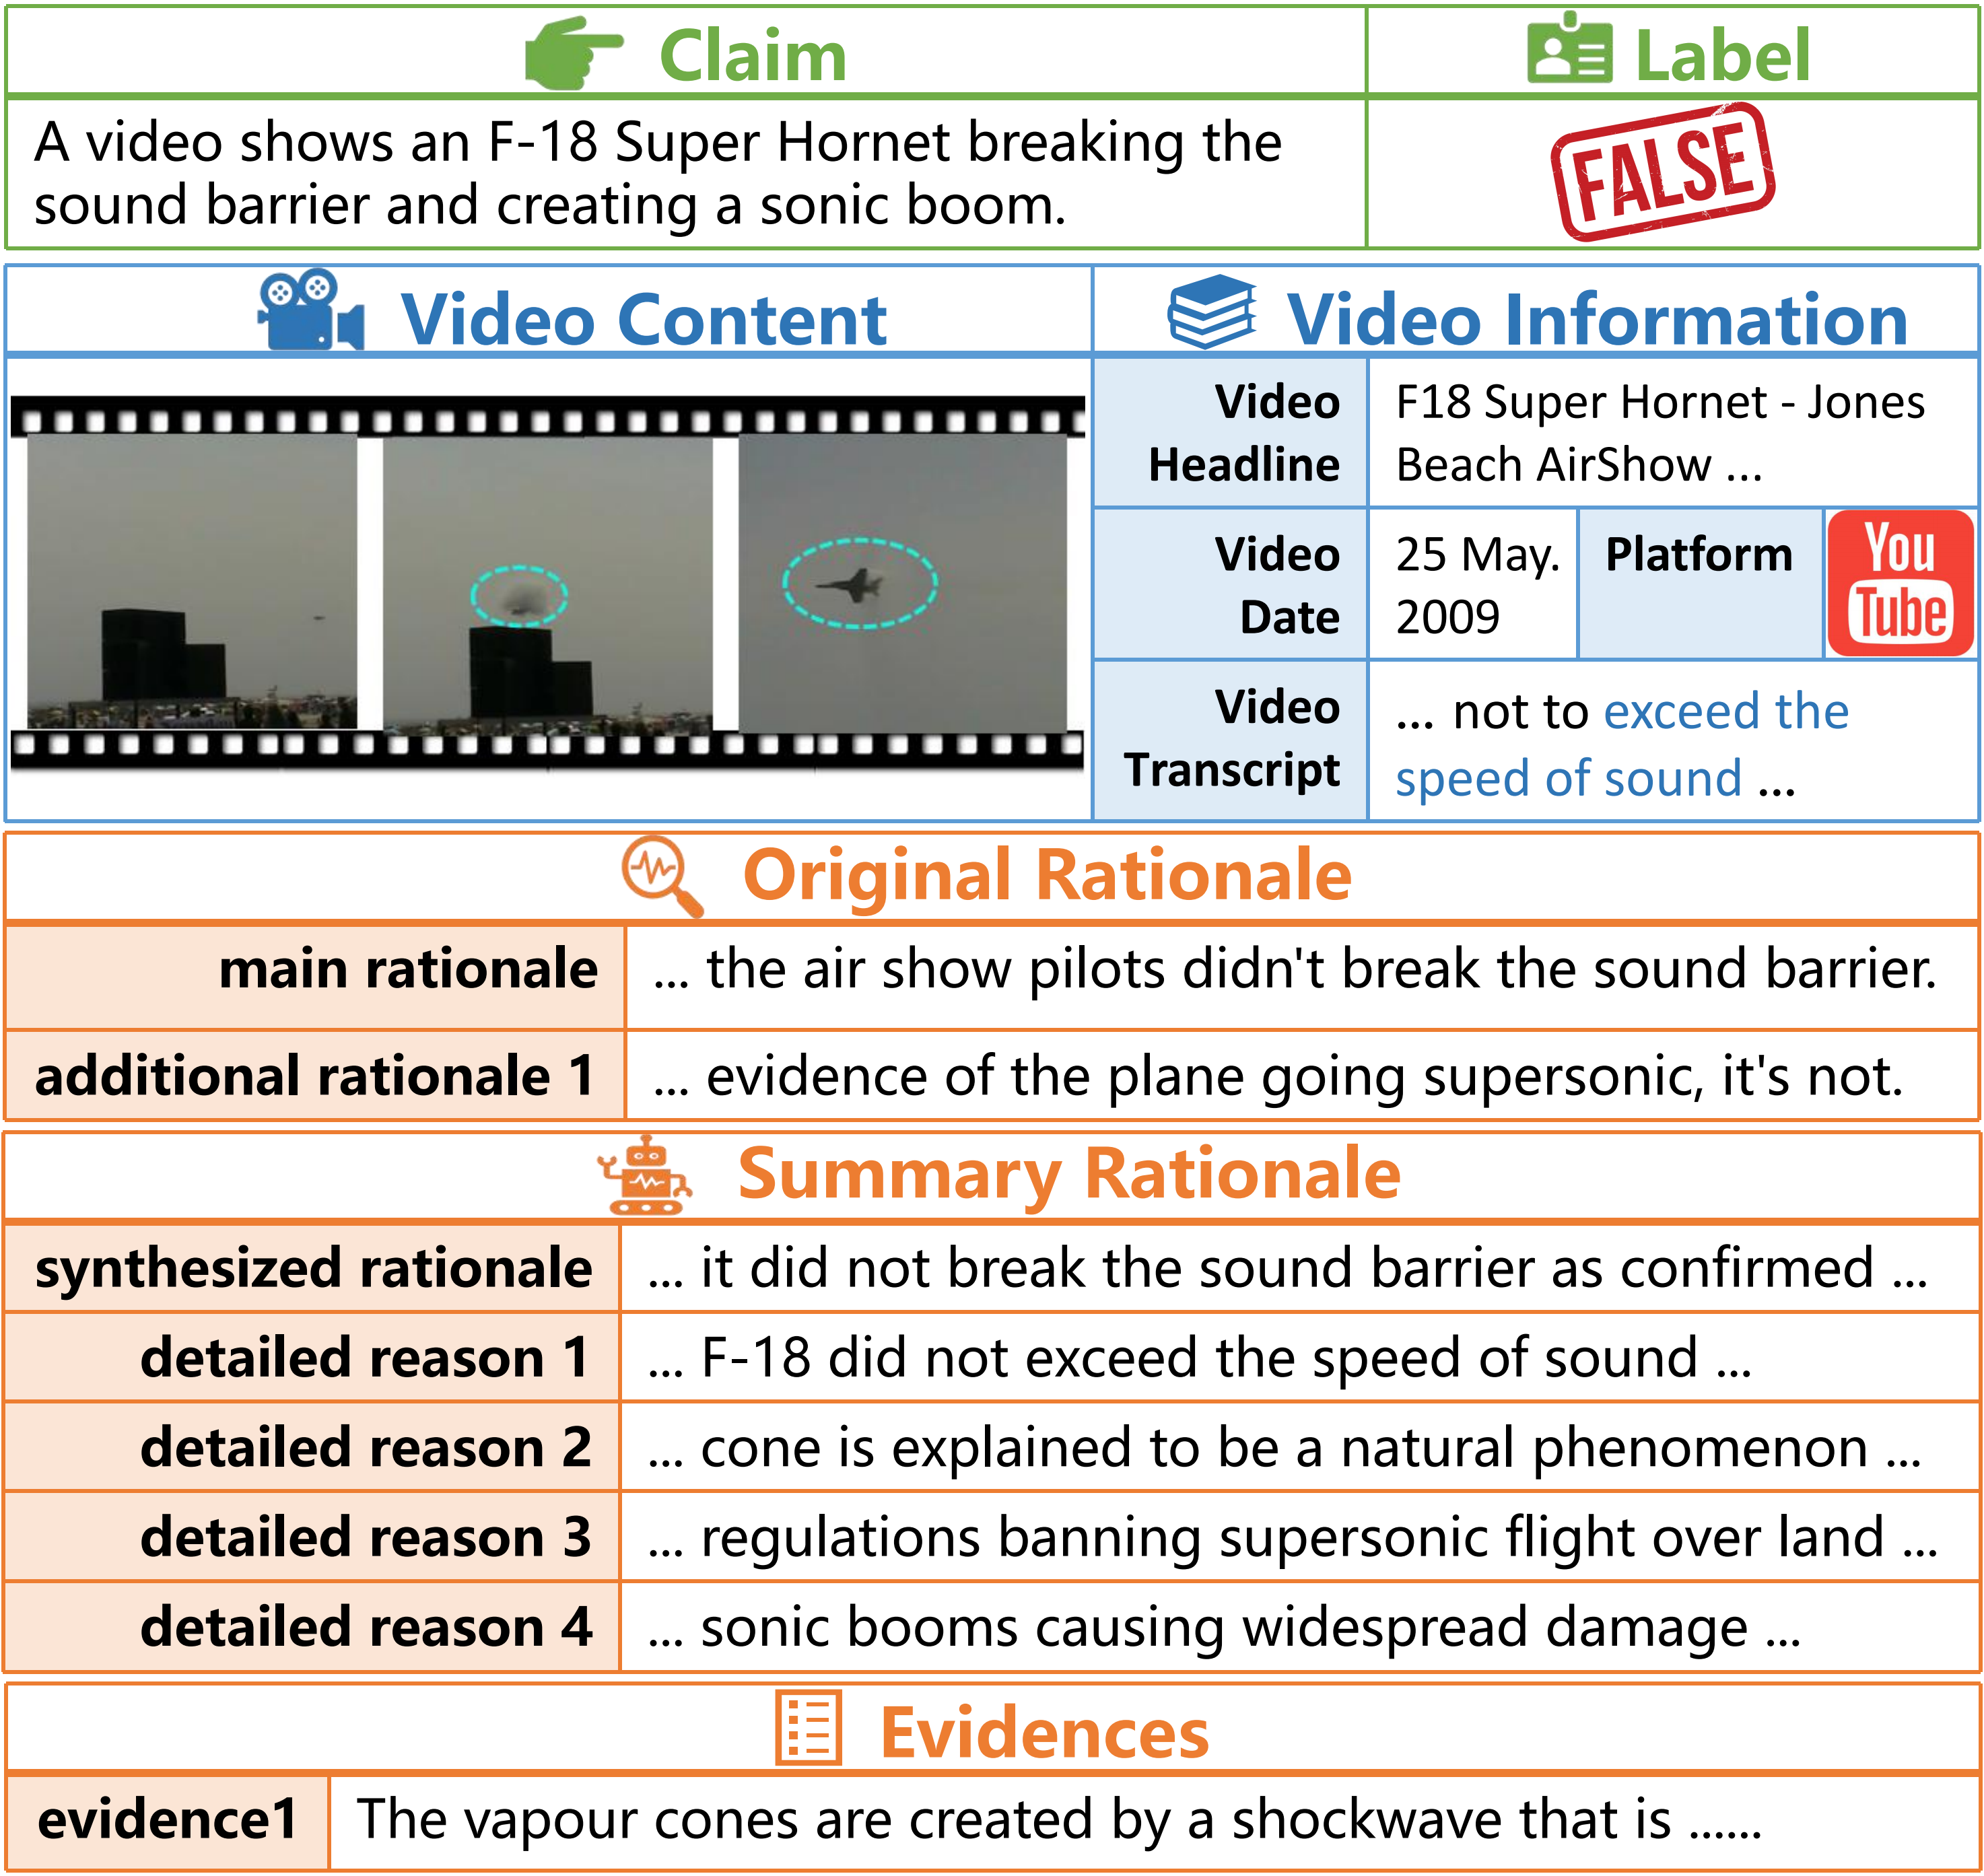 Claim
Label
A video shows an F-18 Super Hornet breaking the
sound barrier and creating a sonic boom.
FALSE
Video Content
Video Information
Video
Headline
F18 Super Hornet - Jones
Beach AirShow ...
Video
Date
25 May.
2009
Platform
You
Tube
Video
Transcript
... not to exceed the
speed of sound ...
Original Rationale
main rationale
... the air show pilots didn't break the sound barrier.
additional rationale 1
... evidence of the plane going supersonic, it's not.
Summary Rationale
synthesized rationale
... it did not break the sound barrier as confirmed ...
detailed reason 1
... F-18 did not exceed the speed of sound ...
detailed reason 2
... cone is explained to be a natural phenomenon ...
detailed reason 3
... regulations banning supersonic flight over land ...
detailed reason 4
... sonic booms causing widespread damage ...
Evidences
evidence1
The vapour cones are created by a shockwave that is ......